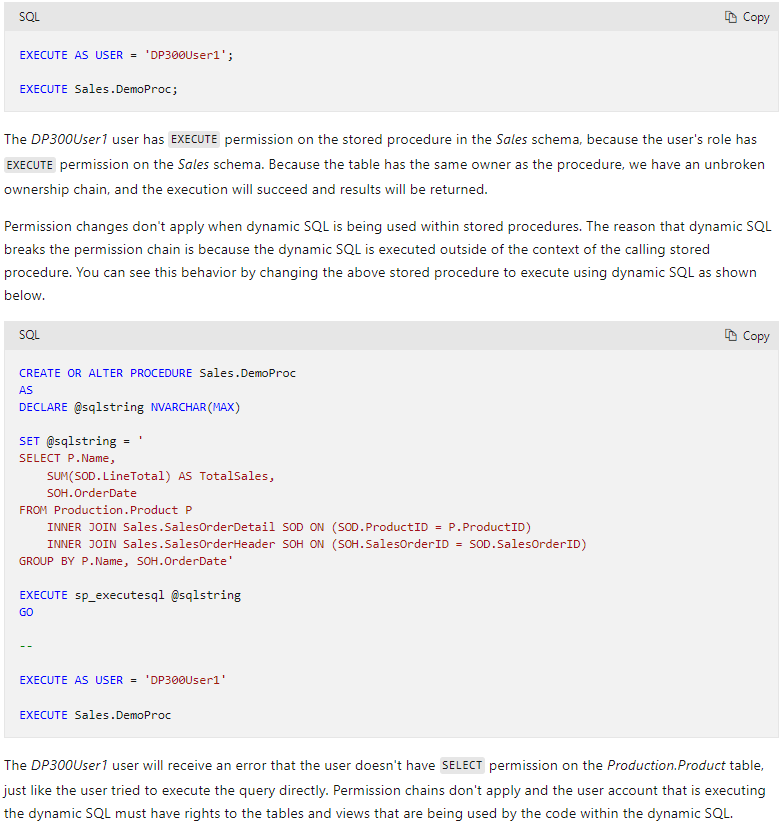 SQL Copy
EXECUTE AS USER = 'DP300User1';
EXECUTE Sales.DemoProc;
The DP300User1 user has EXECUTE permission on the stored procedure in the Sales schema, because the user's role has
EXECUTE permission on the Sales schema. Because the table has the same owner as the procedure, we have an unbroken
ownership chain, and the execution will succeed and results will be returned.
Permission changes don't apply when dynamic SQL is being used within stored procedures. The reason that dynamic SQL
breaks the permission chain is because the dynamic SQL is executed outside of the context of the calling stored
procedure. You can see this behavior by changing the above stored procedure to execute using dynamic SQL as shown
below.
SQL Copy
CREATE OR ALTER PROCEDURE Sales.DemoProc
AS
DECLARE @sqlstring NVARCHAR(MAX)
SET @sqlstring = '
SELECT P.Name,
    SUM(SOD.LineTotal) AS TotalSales,
    SOH.OrderDate
FROM Production.Product P
    INNER JOIN Sales.SalesOrderDetail SOD ON (SOD.ProductID = P.ProductID)
    INNER JOIN Sales.SalesOrderHeader SOH ON (SOH.SalesOrderID = SOD.SalesOrderID)
GROUP BY P.Name, SOH.OrderDate'
EXECUTE sp_executesql @sqlstring
GO
--
EXECUTE AS USER = 'DP300User1'
EXECUTE Sales.DemoProc
The DP300User1 user will receive an error that the user doesn't have SELECT permission on the Production.Product table,
just like the user tried to execute the query directly. Permission chains don't apply and the user account that is executing
the dynamic SQL must have rights to the tables and views that are being used by the code within the dynamic SQL.